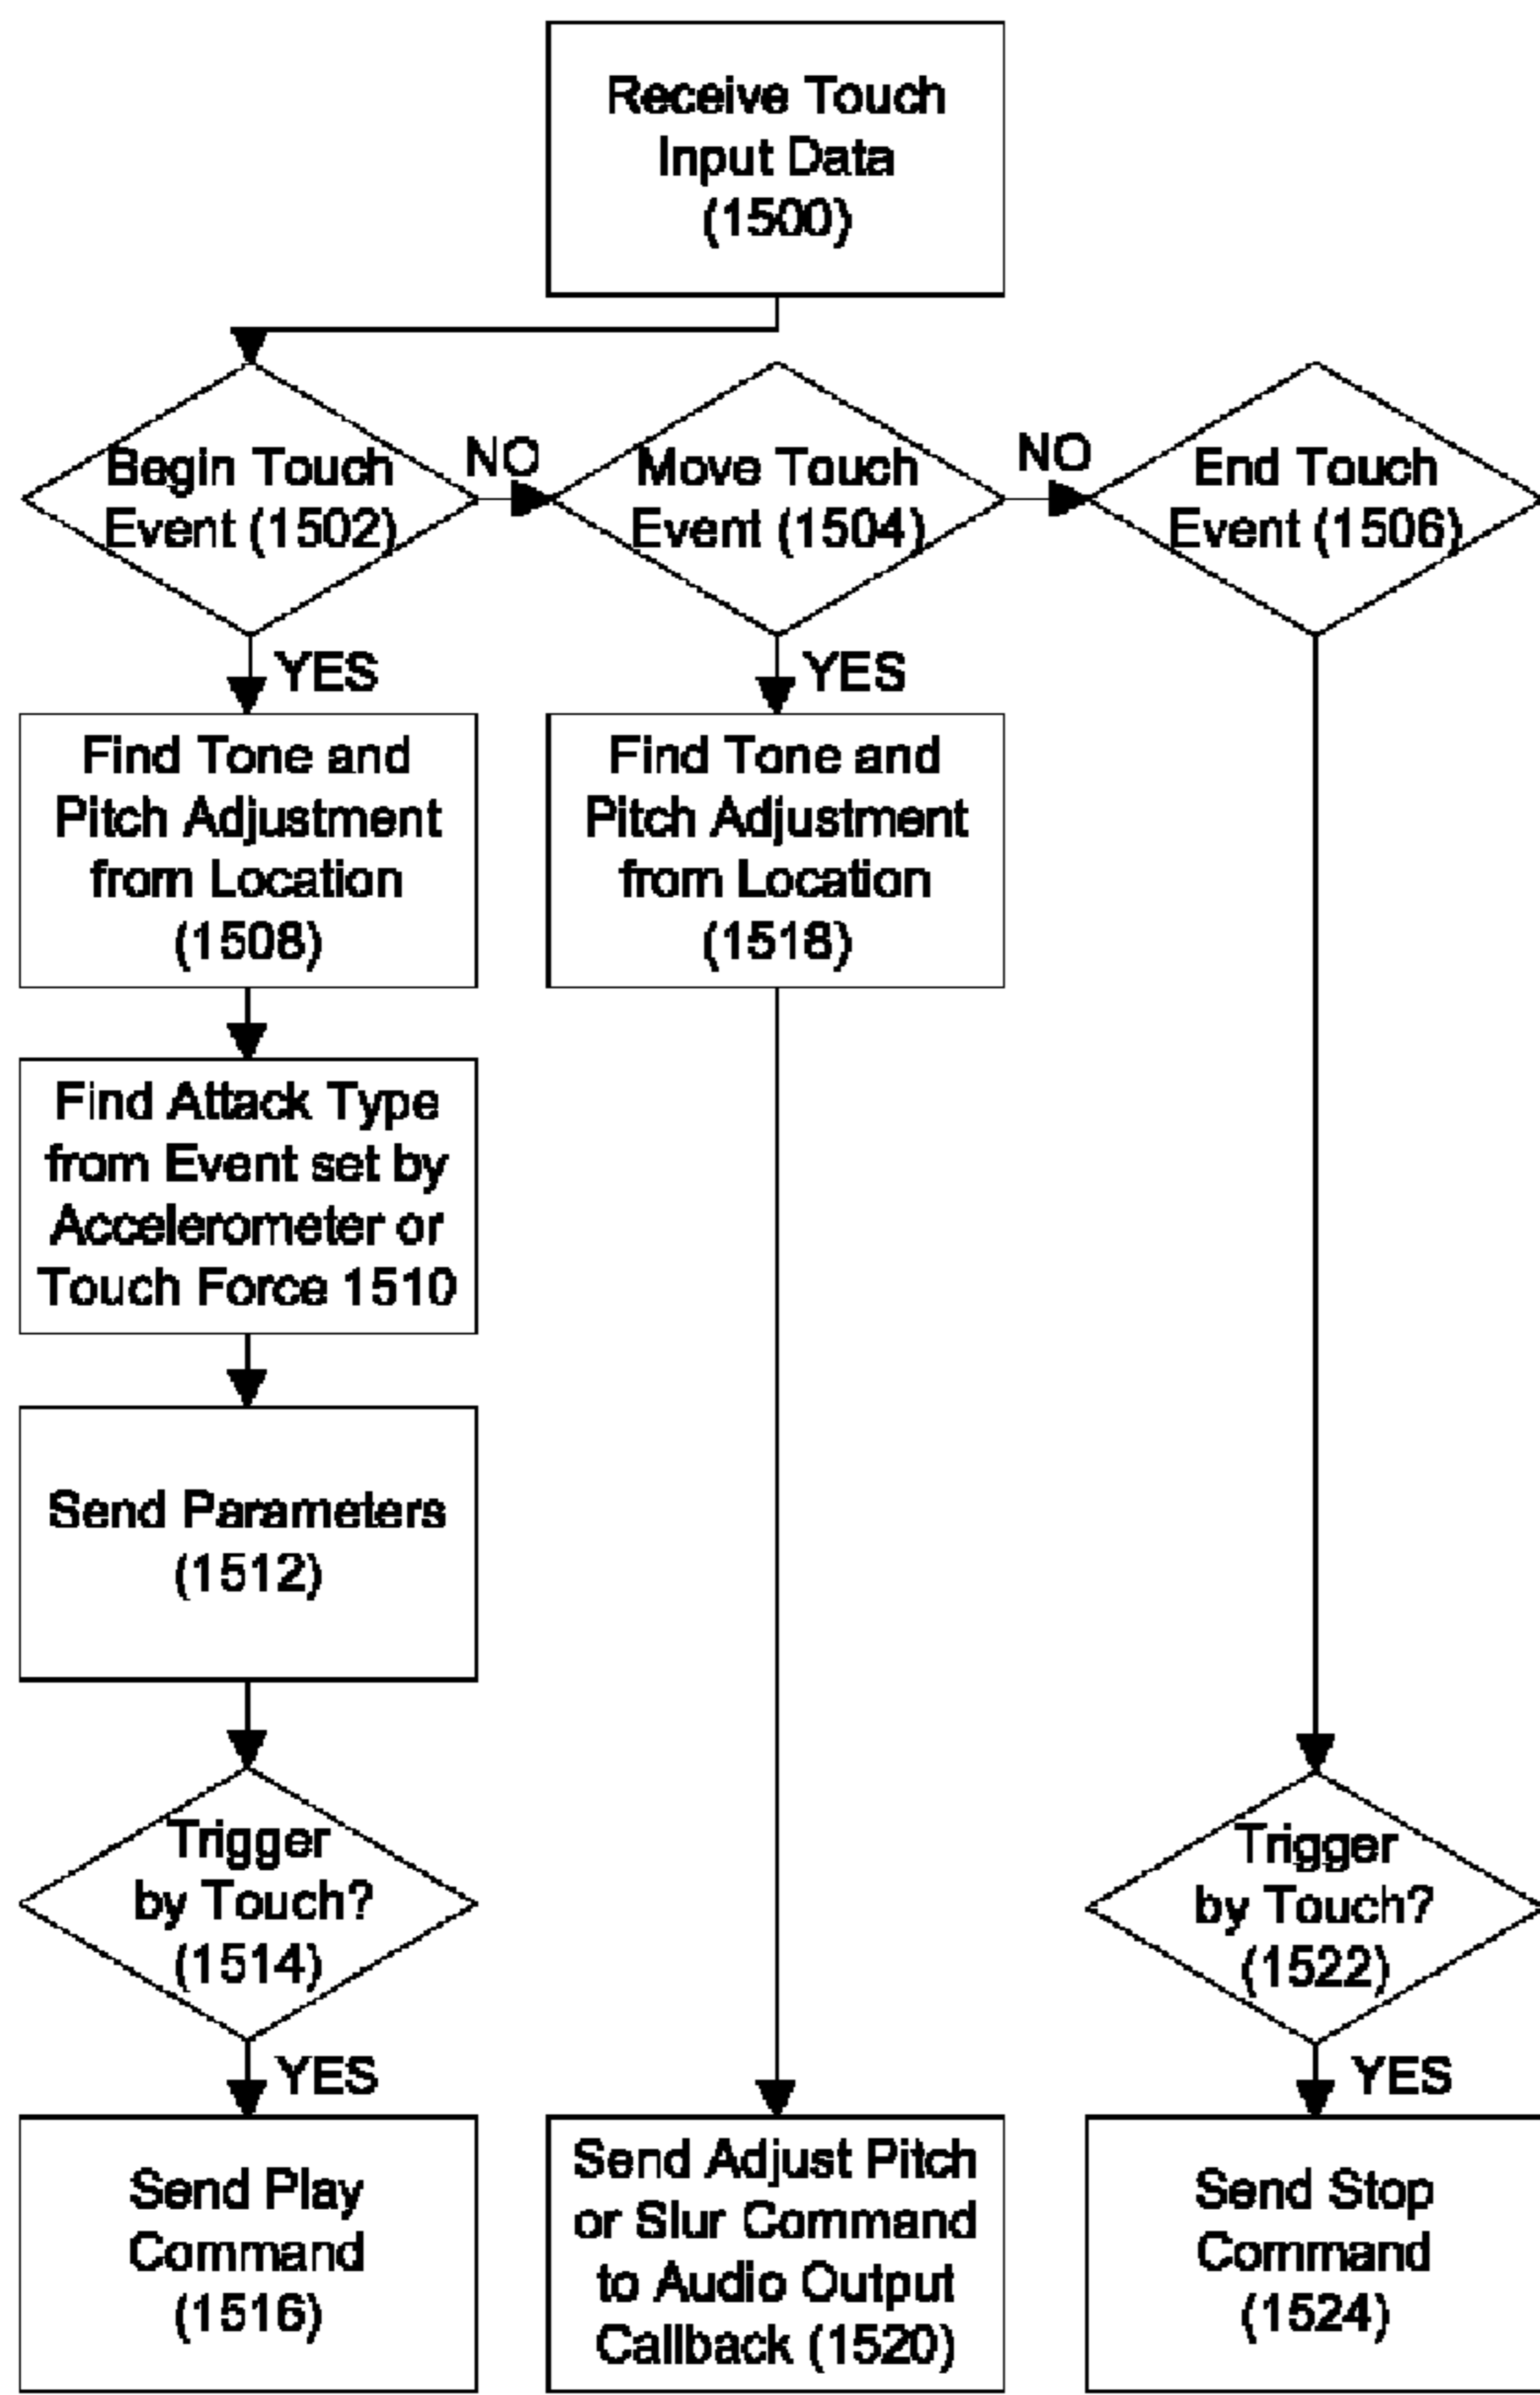 Receive Touch
Input Data
(1500)
Begin Touch
Event (1502)
NO
Move Touch
Event (1504)
NO
End Touch
Event (1506)
YES
YES
Find Tone and
Pitch Adjustment
from Location
(1508)
Find Tone and
Pitch Adjustment
from Location
(1518)
Find Attack Type
from Event set by
Accelerometer or
Touch Force 1510
Send Parameters
(1512)
Trigger
by Touch?
(1514)
Trigger
by Touch?
(1522)
YES
YES
Send Play
Command
(1516)
Send Adjust Pitch
or Slur Command
to Audio Output
Callback (1520)
Send Stop
Command
(1524)